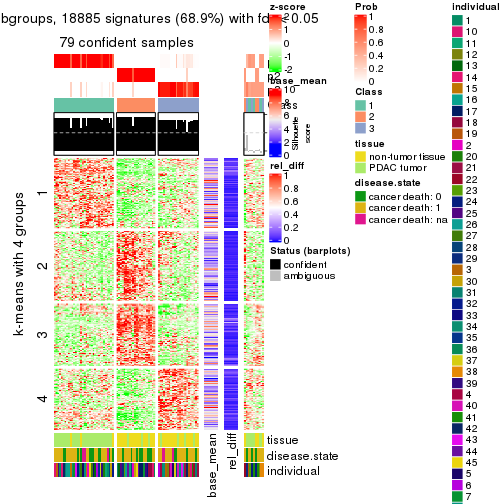 bgroups, 18885 signatures (68.9%) with fd
0.05
79 confident samples
z-score
2
1
0
-1
-2
base_mean
10
8
6
4
2
0
Silhouette
score
rel_diff
1
0.8
0.6
0.4
0.2
0
Status (barplots)
confident
ambiguous
Prob
1
0.8
0.6
0.4
0.2
0
Class
1
2
3
tissue
non-tumor tissue
PDAC tumor
disease.state
cancer death: 0
cancer death: 1
cancer death: na
individual
1
10
11
12
13
14
15
16
17
18
19
2
20
21
22
23
24
25
26
27
28
29
3
30
31
32
33
34
35
36
37
38
39
4
40
41
42
43
44
45
5
6
7
k-means with 4 groups
1
2
3
4
tissue
disease.state
individual
base_mean
rel_diff